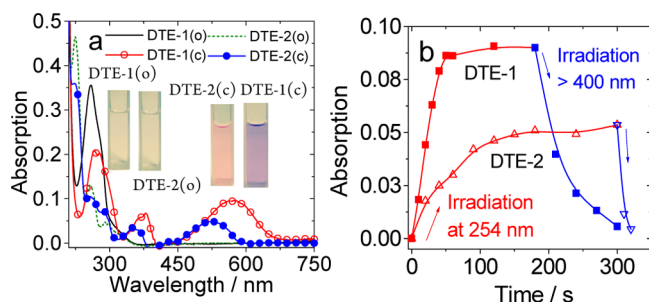 a
DTE-1(o) DTE-2(o)
DTE-1(c) DTE-2(c)
DTE-1(o)
DTE-2(c) DTE-1(c)
DTE-2(o)
0.5
0.4
0.3
0.2
0.1
0.0
Absorption
300 450 600 750
Wavelength / nm
b
DTE-1
Irradiation
> 400 nm
DTE-2
Irradiation
at 254 nm
0.10
0.08
0.05
0.03
0.00
Absorption
0 100 200 300
Time / s